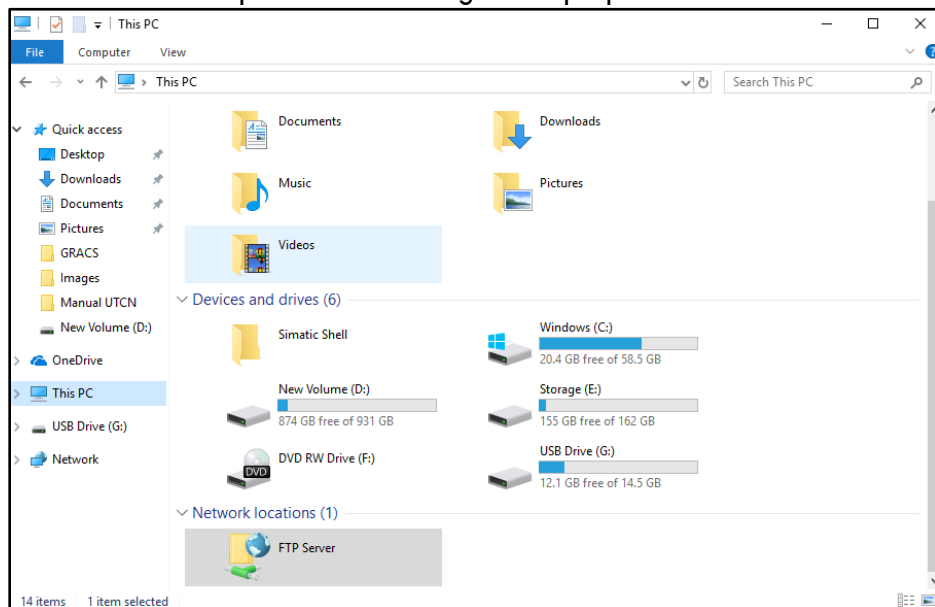 This PC
File Computer View
This PC
Search This PC
Quick access
Desktop
Downloads
Documents
Pictures
GRACS
Images
Manual UTCN
New Volume (D:)
OneDrive
This PC
USB Drive (G:)
Network
Documents
Downloads
Music
Pictures
Videos
Devices and drives (6)
Simatic Shell
Windows (C:)
20.4 GB free of 58.5 GB
New Volume (D:)
874 GB free of 931 GB
Storage (E:)
155 GB free of 162 GB
DVD RW Drive (F:)
DVD
USB Drive (G:)
12.1 GB free of 14.5 GB
Network locations (1)
FTP Server
14 items 1 item selected